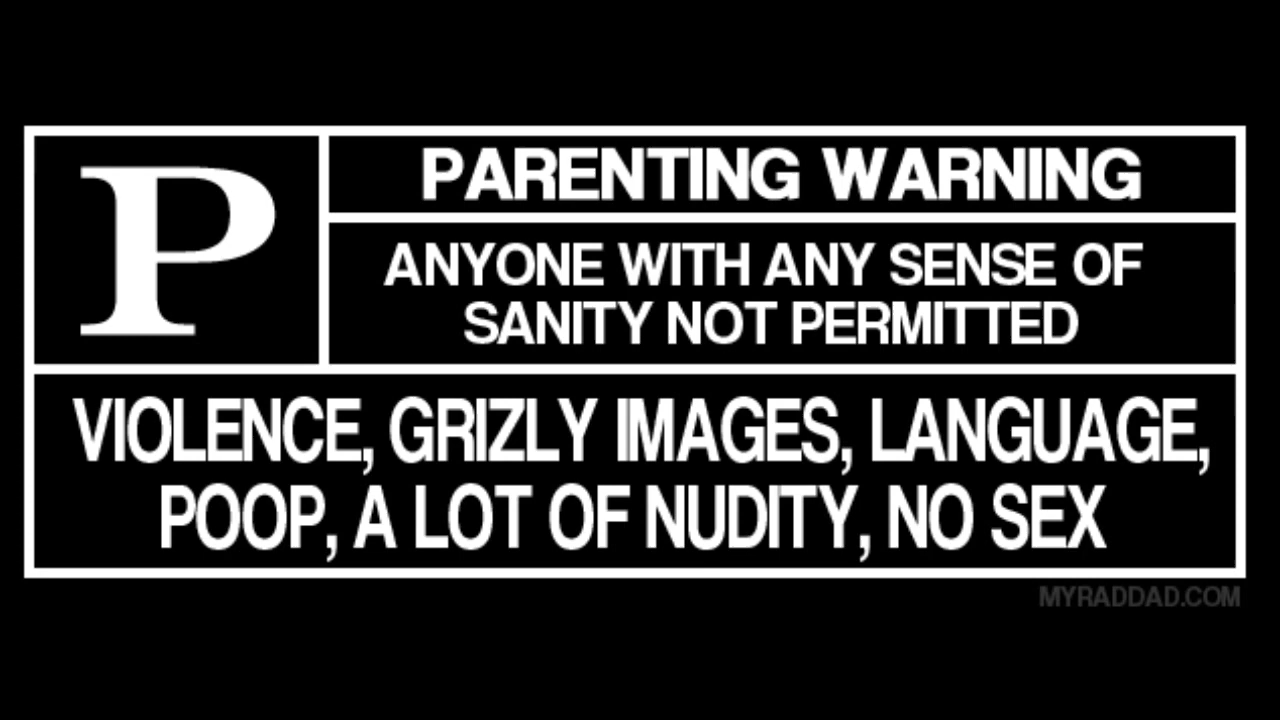 P
PARENTING WARNING
ANYONE WITH ANY SENSE OF
SANITY NOT PERMITTED
VIOLENCE, GRIZLY IMAGES, LANGUAGE,
POOP, A LOT OF NUDITY, NO SEX
MYRADDAD.COM